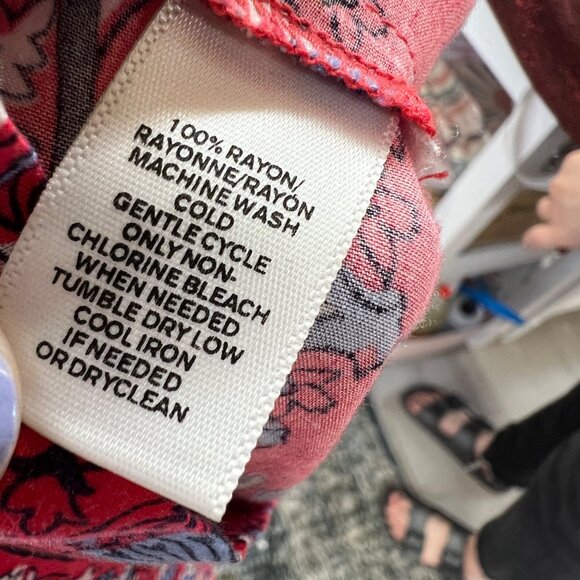 100% RAYON/
RAYONNE/RAYÓN
MACHINE WASH
COLD
GENTLE CYCLE
ONLY NON-
CHLORINE BLEACH
WHEN NEEDED
TUMBLE DRY LOW
COOL IRON
IF NEEDED
OR DRYCLEAN